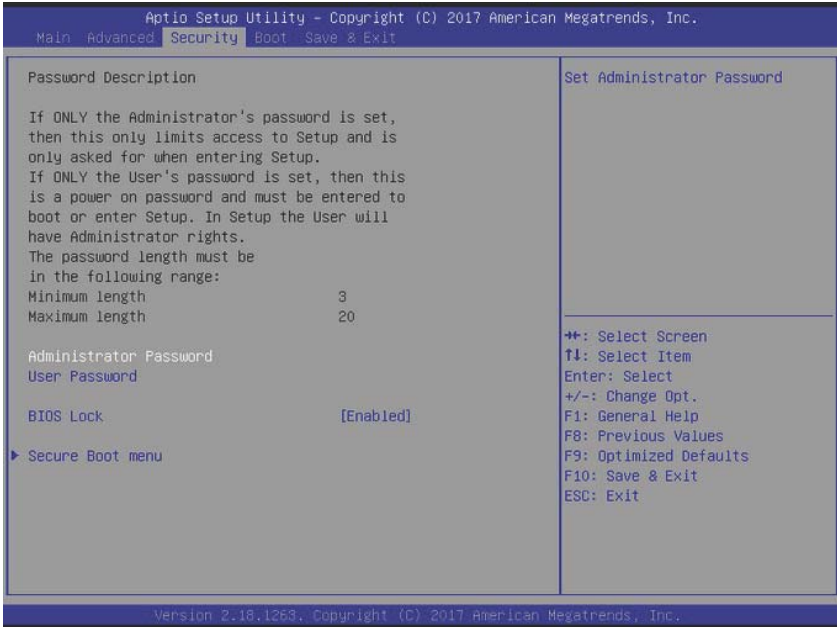 Aptio Setup Utility – Copyright (C) 2017 American Megatrends, Inc.
Main Advanced Security Boot Save & Exit
Password Description
If ONLY the Administrator's password is set,
then this only limits access to Setup and is
only asked for when entering Setup.
If ONLY the User's password is set, then this
is a power on password and must be entered to
boot or enter Setup. In Setup the User will
have Administrator rights.
The password length must be
in the following range:
Minimum length 3
Maximum length 20
Administrator Password
User Password
BIOS Lock [Enabled]
Secure Boot menu
Set Administrator Password
→←: Select Screen
↑↓: Select Item
Enter: Select
+/-: Change Opt.
F1: General Help
F8: Previous Values
F9: Optimized Defaults
F10: Save & Exit
ESC: Exit
Version 2.18.1263. Copyright (C) 2017 American Megatrends, Inc.